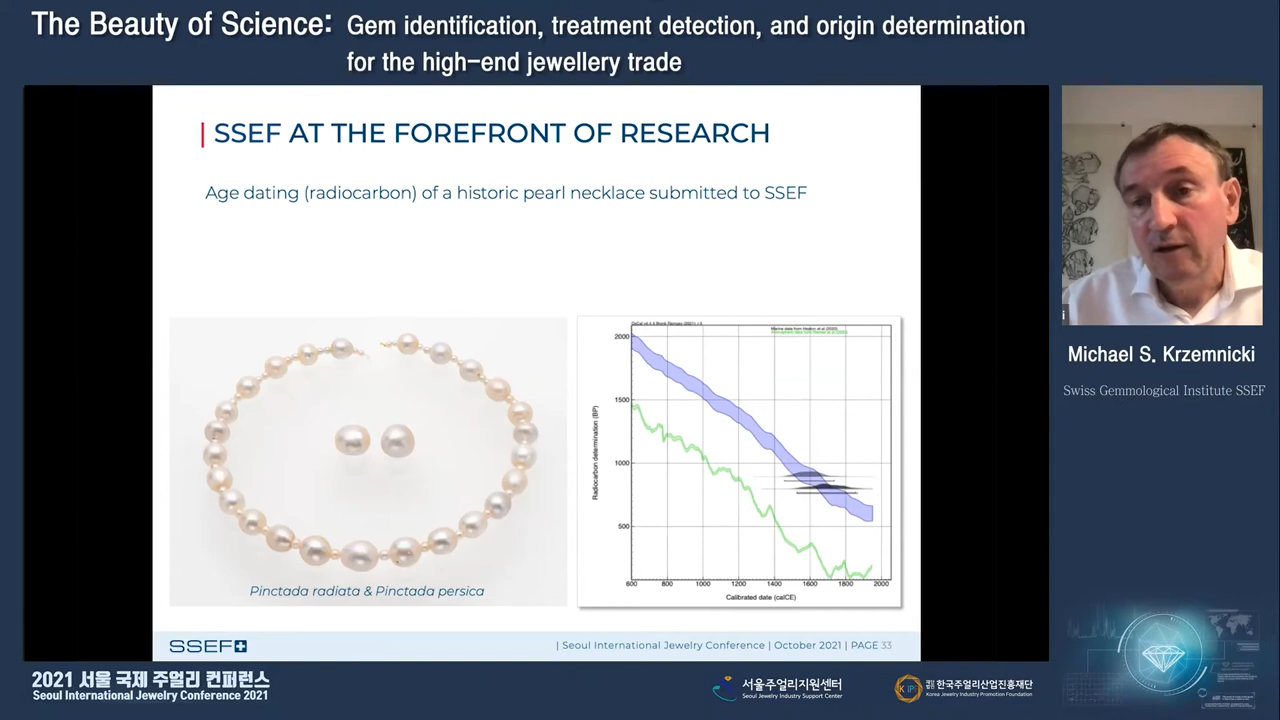 The Beauty of Science: Gem identification, treatment detection, and origin determination
for the high-end jewellery trade
| SSEF AT THE FOREFRONT OF RESEARCH
Age dating (radiocarbon) of a historic pearl necklace submitted to SSEF
Pinctada radiata & Pinctada persica
2000
1500
1000
500
Radiocarbon determination (BP)
600 800 1000 1200 1400 1600 1800 2000
Calibrated date (calCE)
SSEF
| Seoul International Jewelry Conference | October 2021 | PAGE 33
Michael S. Krzemnicki
Swiss Gemmological Institute SSEF
2021 서울 국제 주얼리 컨퍼런스
Seoul International Jewelry Conference 2021
서울주얼리지원센터
Seoul Jewelry Industry Support Center
한국주얼리산업진흥재단
Korea Jewelry Industry Promotion Foundation